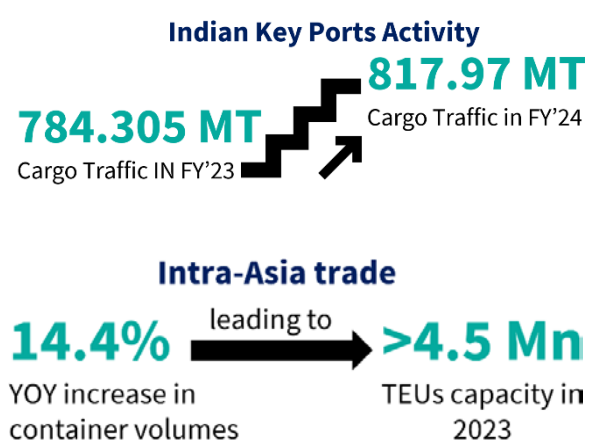 Indian Key Ports Activity
817.97 MT
Cargo Traffic in FY'24
784.305 MT
Cargo Traffic IN FY'23
Intra-Asia trade
14.4%
YOY increase in
container volumes
leading to
>4.5 Mn
TEUs capacity in
2023